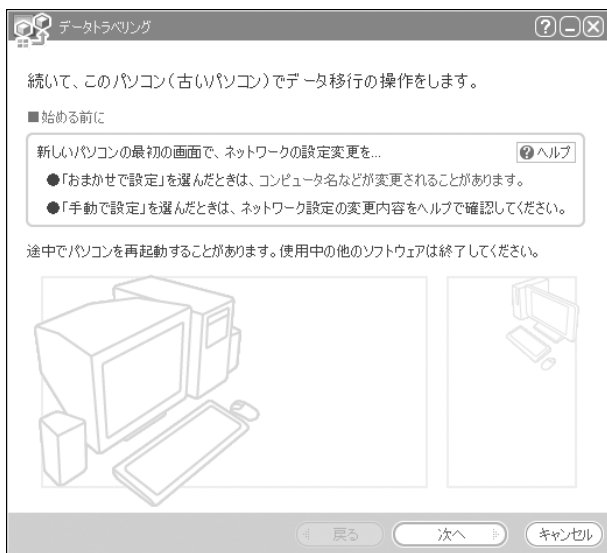 データトラベリング
続いて、このパソコン(古いパソコン)でデータ移行の操作をします。
■始める前に
新しいパソコンの最初の画面で、ネットワークの設定変更を...
ヘルプ
●「おまかせで設定」を選んだときは、コンピュータ名などが変更されることがあります。
●「手動で設定」を選んだときは、ネットワーク設定の変更内容をヘルプで確認してください。
途中でパソコンを再起動することがあります。使用中の他のソフトウェアは終了してください。
戻る
次へ
キャンセル